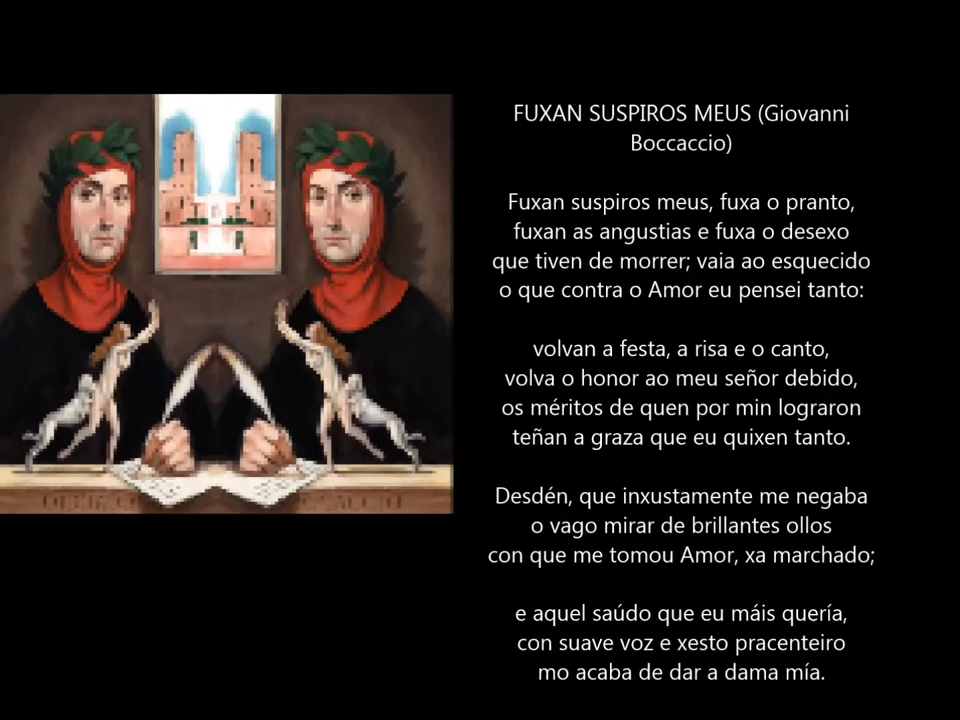 FUXAN SUSPIROS MEUS (Giovanni
Boccaccio)
Fuxan suspiros meus, fuxa o pranto,
fuxan as angustias e fuxa o desexo
que tiven de morrer; vaia ao esquecido
o que contra o Amor eu pensei tanto:
volvan a festa, a risa e o canto,
volva o honor ao meu señor debido,
os méritos de quen por min lograron
teñan a graza que eu quixen tanto.
Desdén, que inxustamente me negaba
o vago mirar de brillantes ollos
con que me tomou Amor, xa marchado;
e aquel saúdo que eu máis quería,
con suave voz e xesto pracenteiro
mo acaba de dar a dama mía.